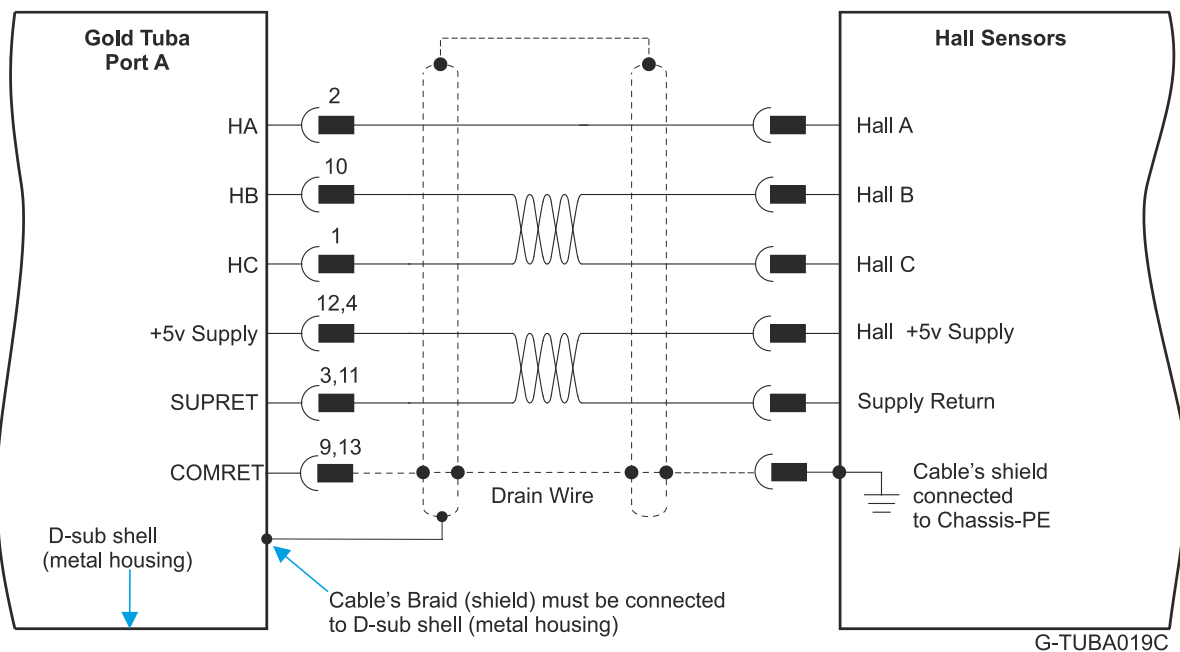 Gold Tuba
Port A
Hall Sensors
2
HA
Hall A
10
HB
Hall B
1
HC
Hall C
12,4
+5v Supply
Hall +5v Supply
3,11
SUPRET
Supply Return
9,13
COMRET
Drain Wire
Cable's shield
connected
to Chassis-PE
D-sub shell
(metal housing)
Cable's Braid (shield) must be connected
to D-sub shell (metal housing)
G-TUBA019C